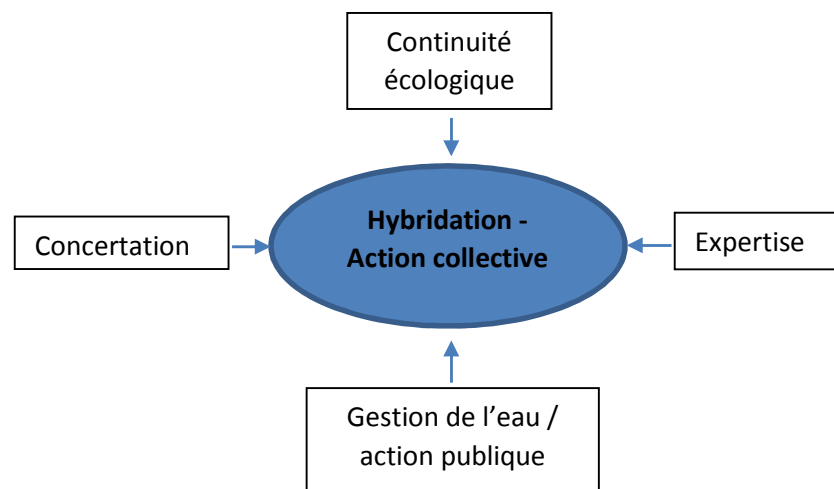 Continuité
écologique
Hybridation -
Action collective
Concertation
Expertise
Gestion de l’eau /
action publique